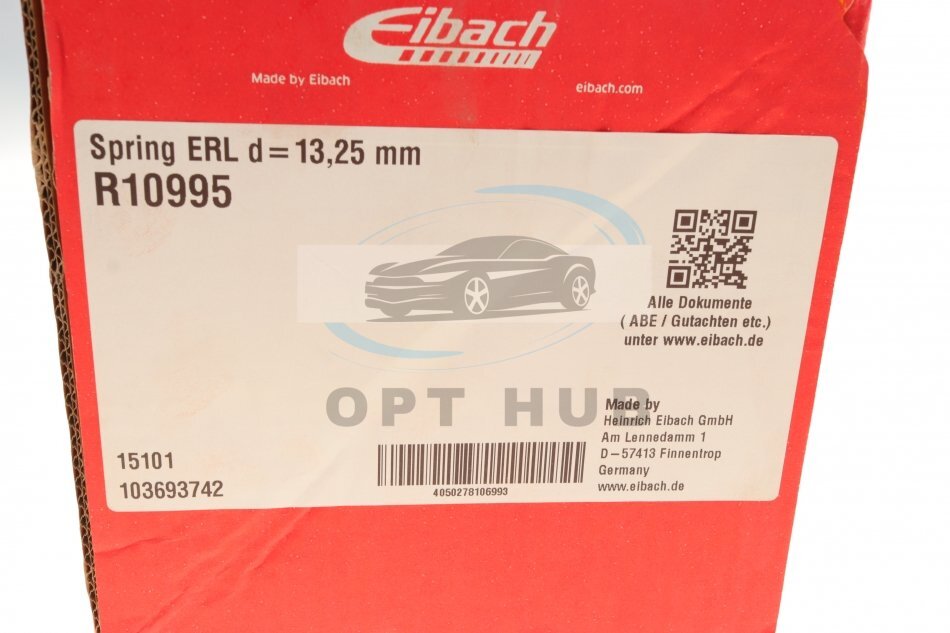 Eibach
Made by Eibach
eibach.com
Spring ERL d=13,25 mm
R10995
Alle Dokumente
( ABE / Gutachten etc.)
unter www.eibach.de
OPT HUB
Made by
Heinrich Eibach GmbH
Am Lennedamm 1
D–57413 Finnentrop
Germany
www.eibach.de
15101
103693742
4050278106993